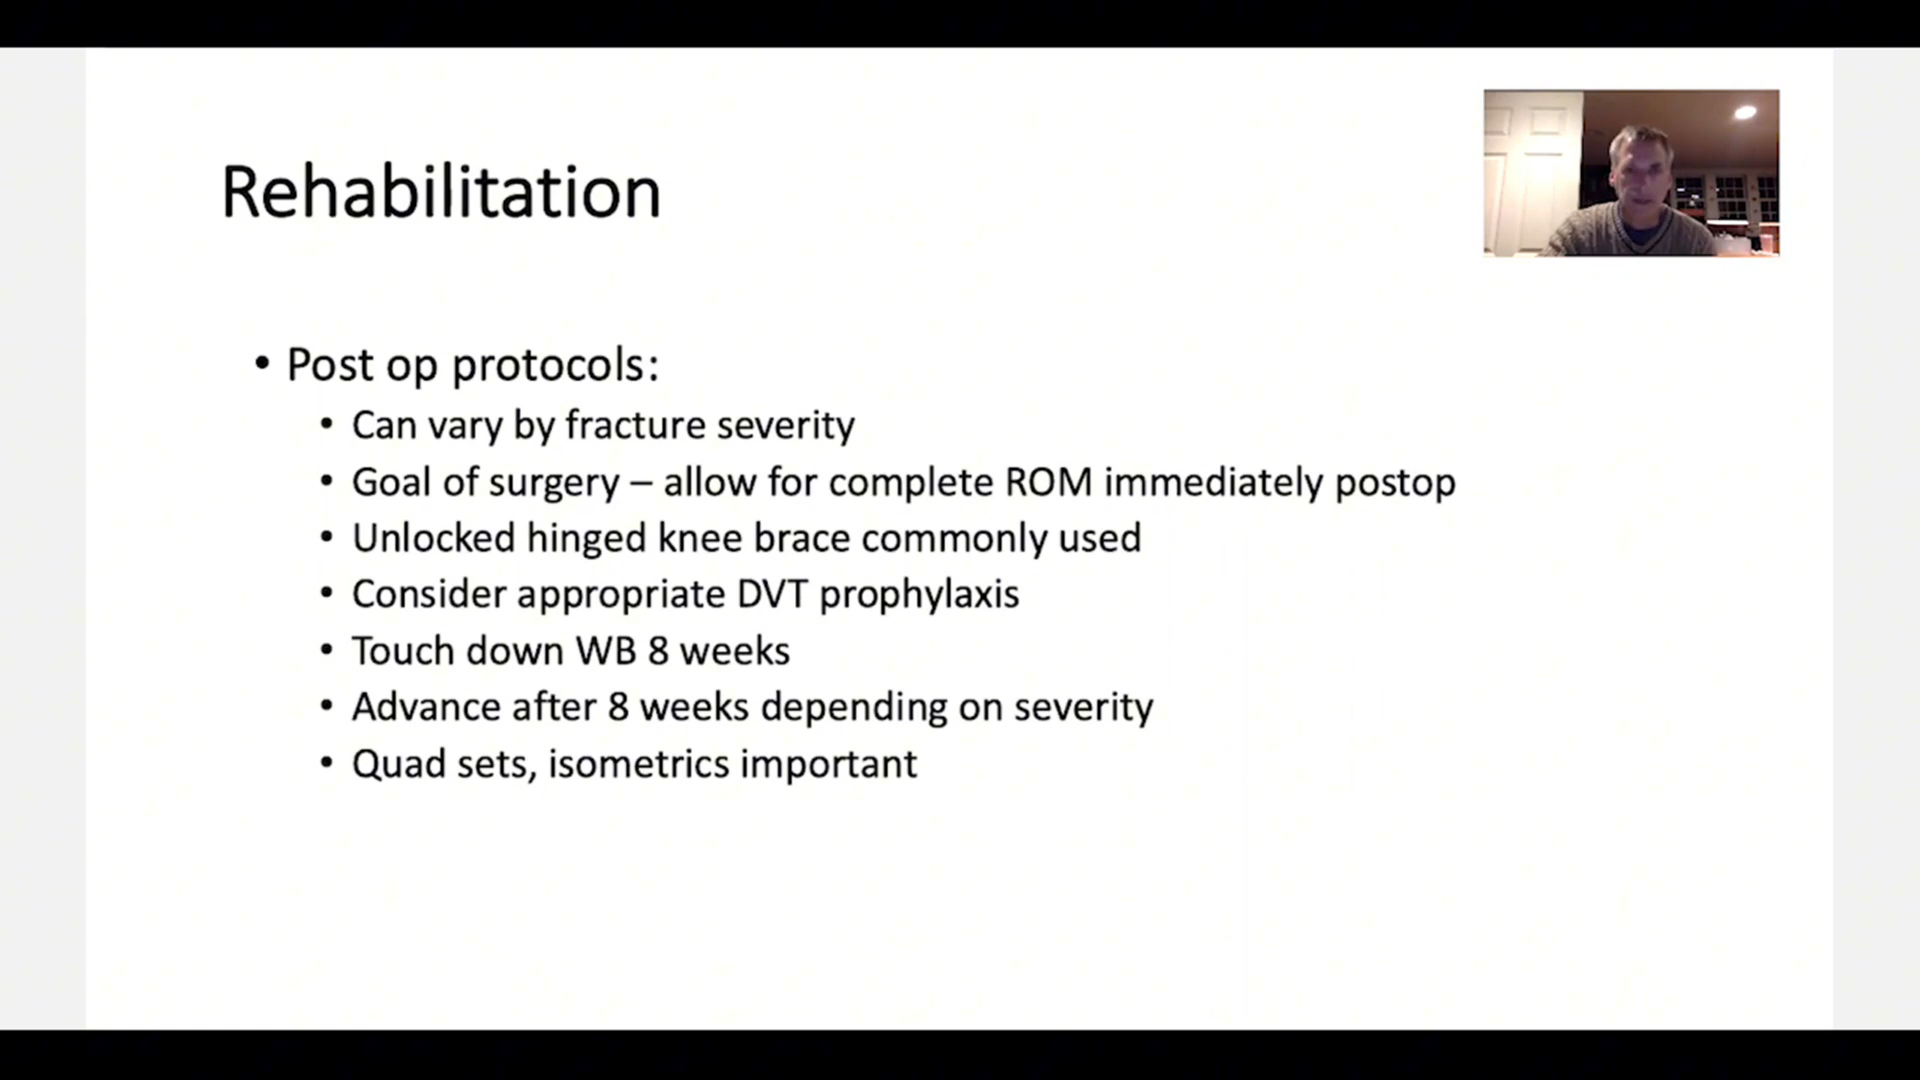 Rehabilitation
• Post op protocols:
• Can vary by fracture severity
• Goal of surgery – allow for complete ROM immediately postop
• Unlocked hinged knee brace commonly used
• Consider appropriate DVT prophylaxis
• Touch down WB 8 weeks
• Advance after 8 weeks depending on severity
• Quad sets, isometrics important